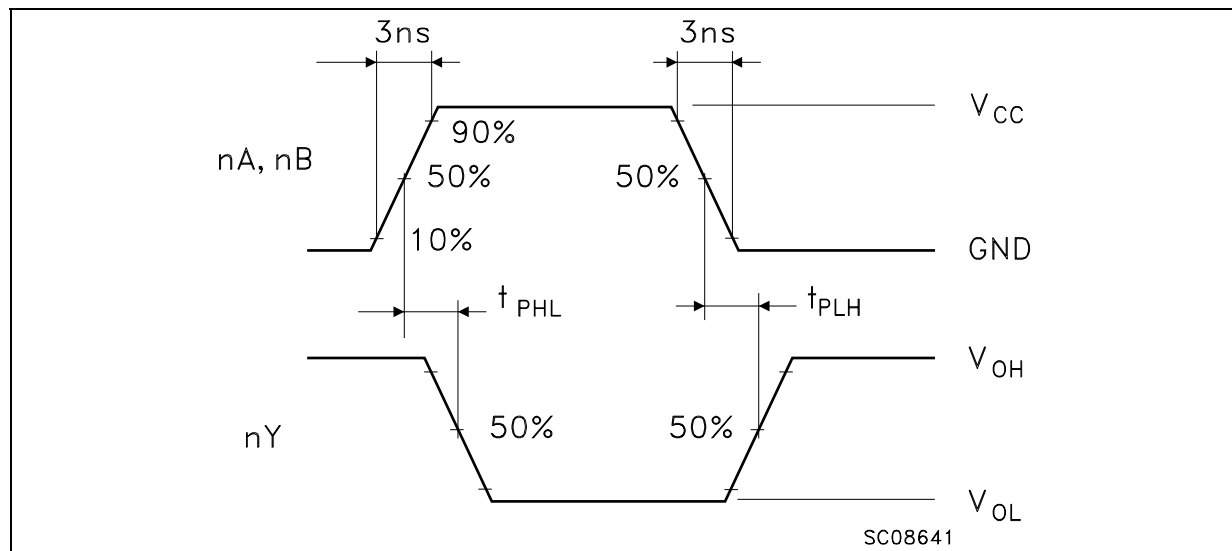 3ns 3ns
V_CC
90%
nA, nB
50% 50%
10%
GND
t_PHL t_PLH
V_OH
50% 50%
nY
V_OL
SC08641